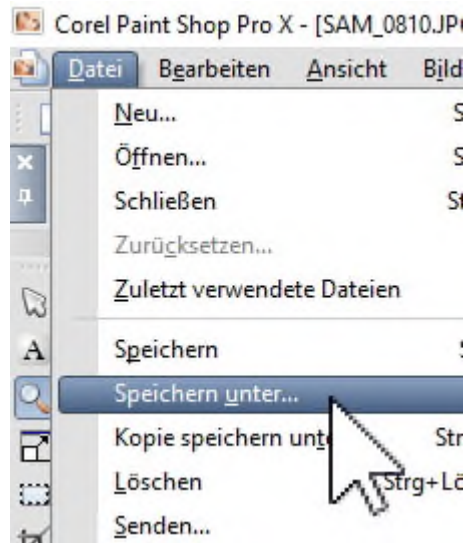 Corel Paint Shop Pro X - [SAM_0810.JP
Datei Bearbeiten Ansicht Bild
Neu...
Öffnen...
Schließen
Zurücksetzen...
Zuletzt verwendete Dateien
Speichern
A
Speichern unter...
Kopie speichern Str
Löschen Strg+Lö
Senden...